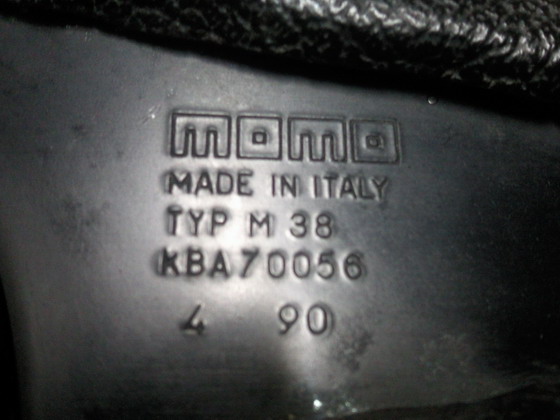 momo
MADE IN ITALY
TYP M 38
KBA70056
4 90